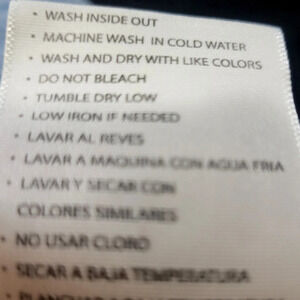 • WASH INSIDE OUT
• MACHINE WASH IN COLD WATER
• WASH AND DRY WITH LIKE COLORS
• DO NOT BLEACH
• TUMBLE DRY LOW
• LOW IRON IF NEEDED
• LAVAR AL REVES
• LAVAR A MAQUINA CON AGUA FRIA
• LAVAR Y SECAR CON
COLORES SIMILARES
• NO USAR CLORO
• SECAR A BAJA TEMPERATURA